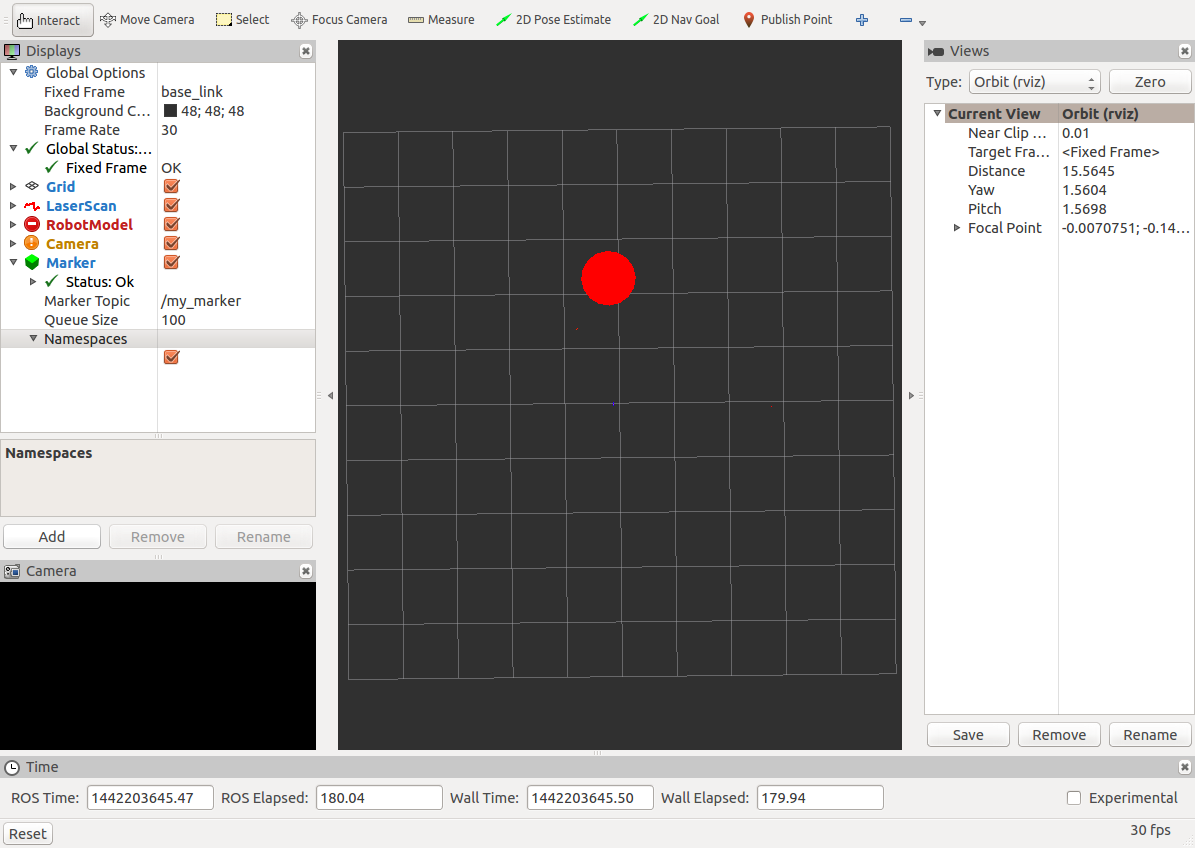 Interact Move Camera Select Focus Camera Measure 2D Pose Estimate 2D Nav Goal Publish Point
Displays
Global Options
Fixed Frame base_link
Background C... 48; 48; 48
Frame Rate 30
Global Status:...
Fixed Frame OK
Grid
LaserScan
RobotModel
Camera
Marker
Status: Ok
Marker Topic /my_marker
Queue Size 100
Namespaces
Namespaces
Add Remove Rename
Camera
Views
Type: Orbit (rviz) Zero
Current View Orbit (rviz)
Near Clip ... 0.01
Target Fra... <Fixed Frame>
Distance 15.5645
Yaw 1.5604
Pitch 1.5698
Focal Point -0.0070751; -0.14...
Save Remove Rename
Time
ROS Time: 1442203645.47 ROS Elapsed: 180.04 Wall Time: 1442203645.50 Wall Elapsed: 179.94 Experimental
Reset 30 fps